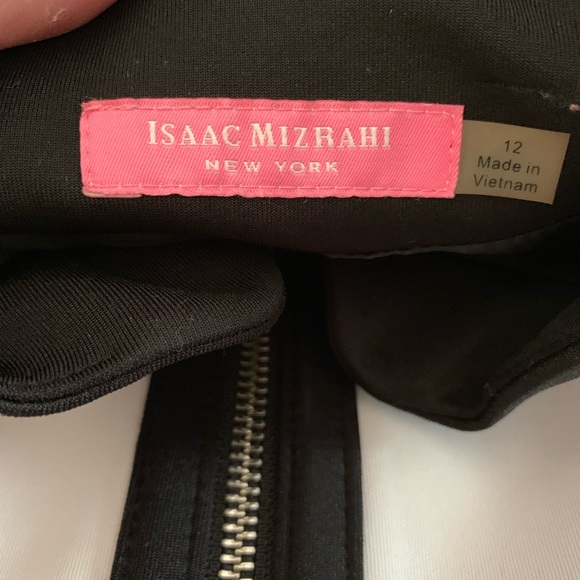 ISAAC MIZRAHI
NEW YORK
12
Made in
Vietnam